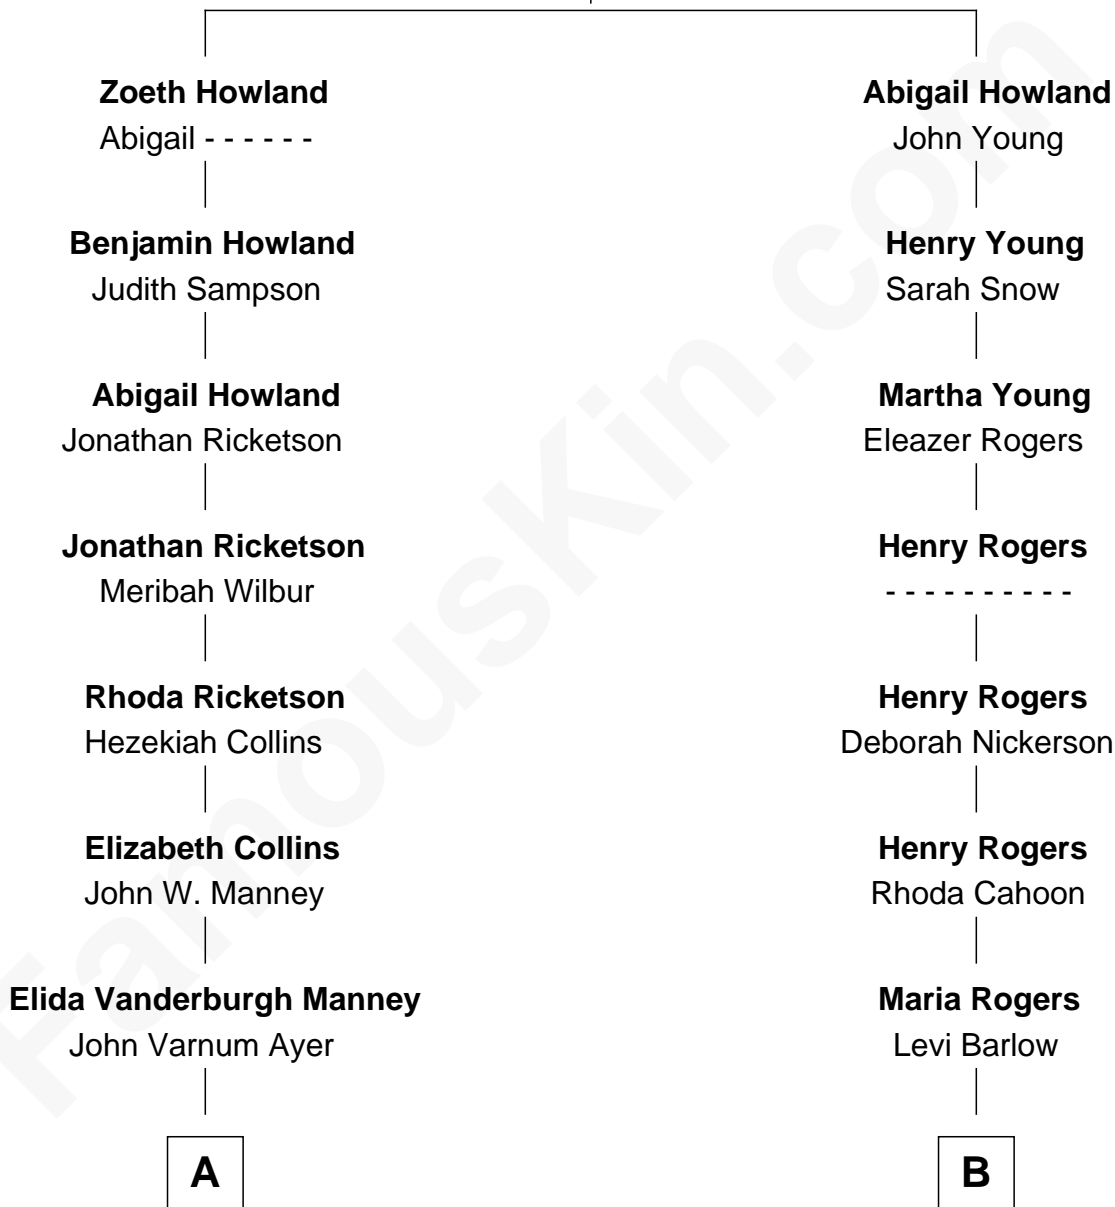 Zoeth Howland
Abigail - - - - - -
Benjamin Howland
Judith Sampson
Abigail Howland
Jonathan Ricketson
Jonathan Ricketson
Meribah Wilbur
Rhoda Ricketson
Hezekiah Collins
Elizabeth Collins
John W. Manney
Elida Vanderburgh Manney
John Varnum Ayer
A
Abigail Howland
John Young
Henry Young
Sarah Snow
Martha Young
Eleazer Rogers
Henry Rogers
- - - - - - - - - -
Henry Rogers
Deborah Nickerson
Henry Rogers
Rhoda Cahoon
Maria Rogers
Levi Barlow
B
FamousKin.com